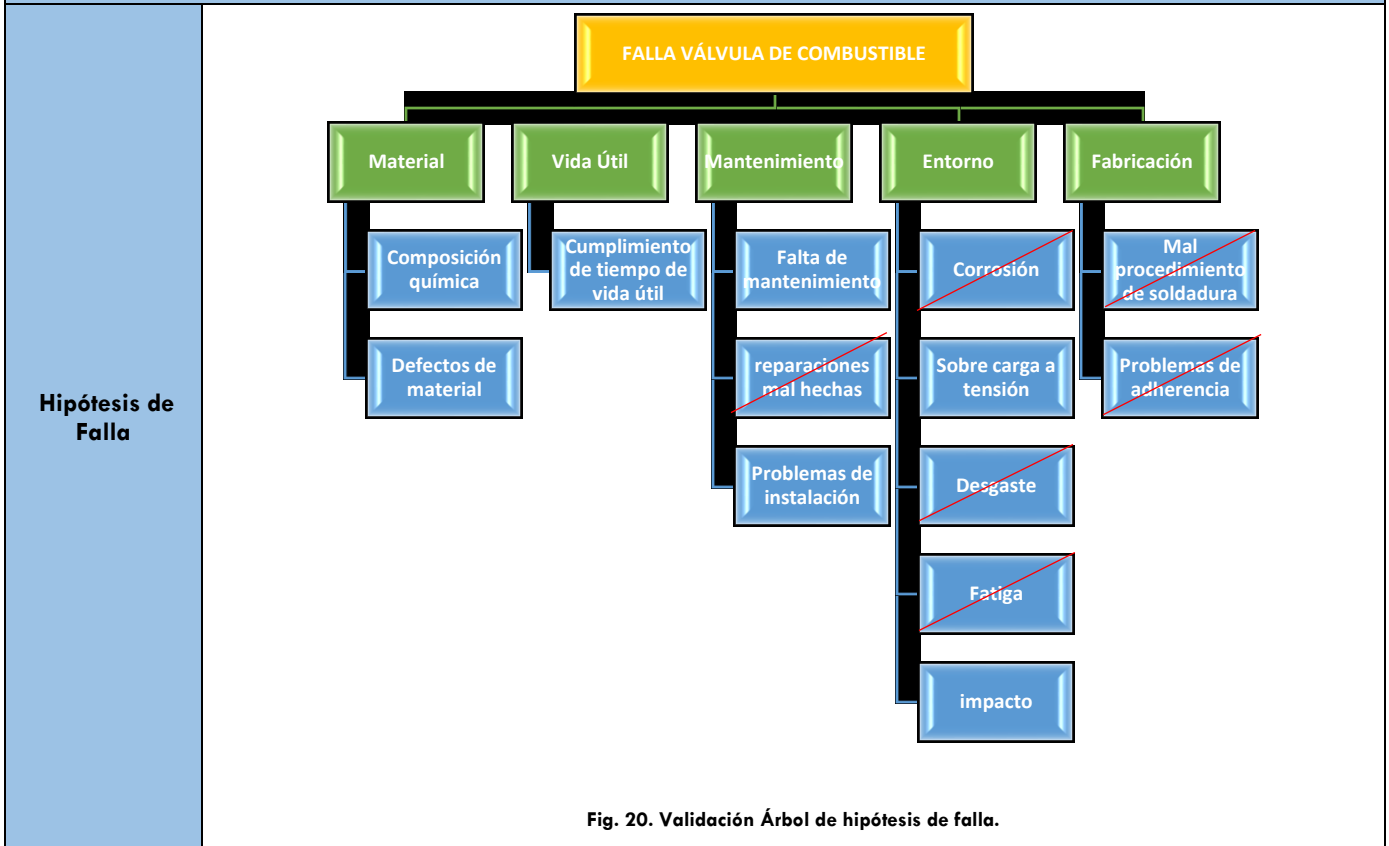 Hipótesis de
Falla
FALLA VÁLVULA DE COMBUSTIBLE
Material
Composición
química
Defectos de
material
Vida Útil
Cumplimiento
de tiempo de
vida útil
Mantenimiento
Falta de
mantenimiento
reparaciones
mal hechas
Problemas de
instalación
Entorno
Corrosión
Sobre carga a
tensión
Desgaste
Fatiga
impacto
Fabricación
Mal
procedimiento
de soldadura
Problemas de
adherencia
Fig. 20. Validación Árbol de hipótesis de falla.